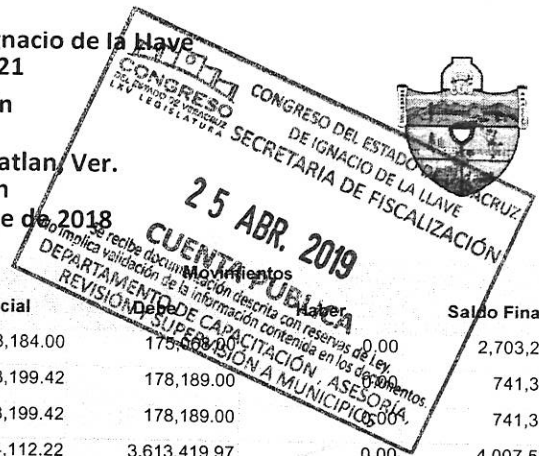 gnacio de la Llave
21
n
atlan, Ver.
n
e de 2018
CONGRESO
DEL ESTADO DE VERACRUZ
LXV LEGISLATURA
CONGRESO DEL ESTADO DE VERACRUZ
DE IGNACIO DE LA LLAVE
SECRETARIA DE FISCALIZACIÓN
25 ABR. 2019
CUENTA PÚBLICA
Se recibe documentación descrita con reservas de Ley.
No implica validación de la información contenida en los documentos.
DEPARTAMENTO DE CAPACITACIÓN, ASESORÍA,
REVISIÓN Y SUPERVISIÓN A MUNICIPIOS
Movimientos
cial Debe Haber Saldo Fina
3,184.00 175,068.00 0.00 2,703,2
3,199.42 178,189.00 0.00 741,3
3,199.42 178,189.00 0.00 741,3
4,112.22 3,613,419.97 0.00 4,007,5